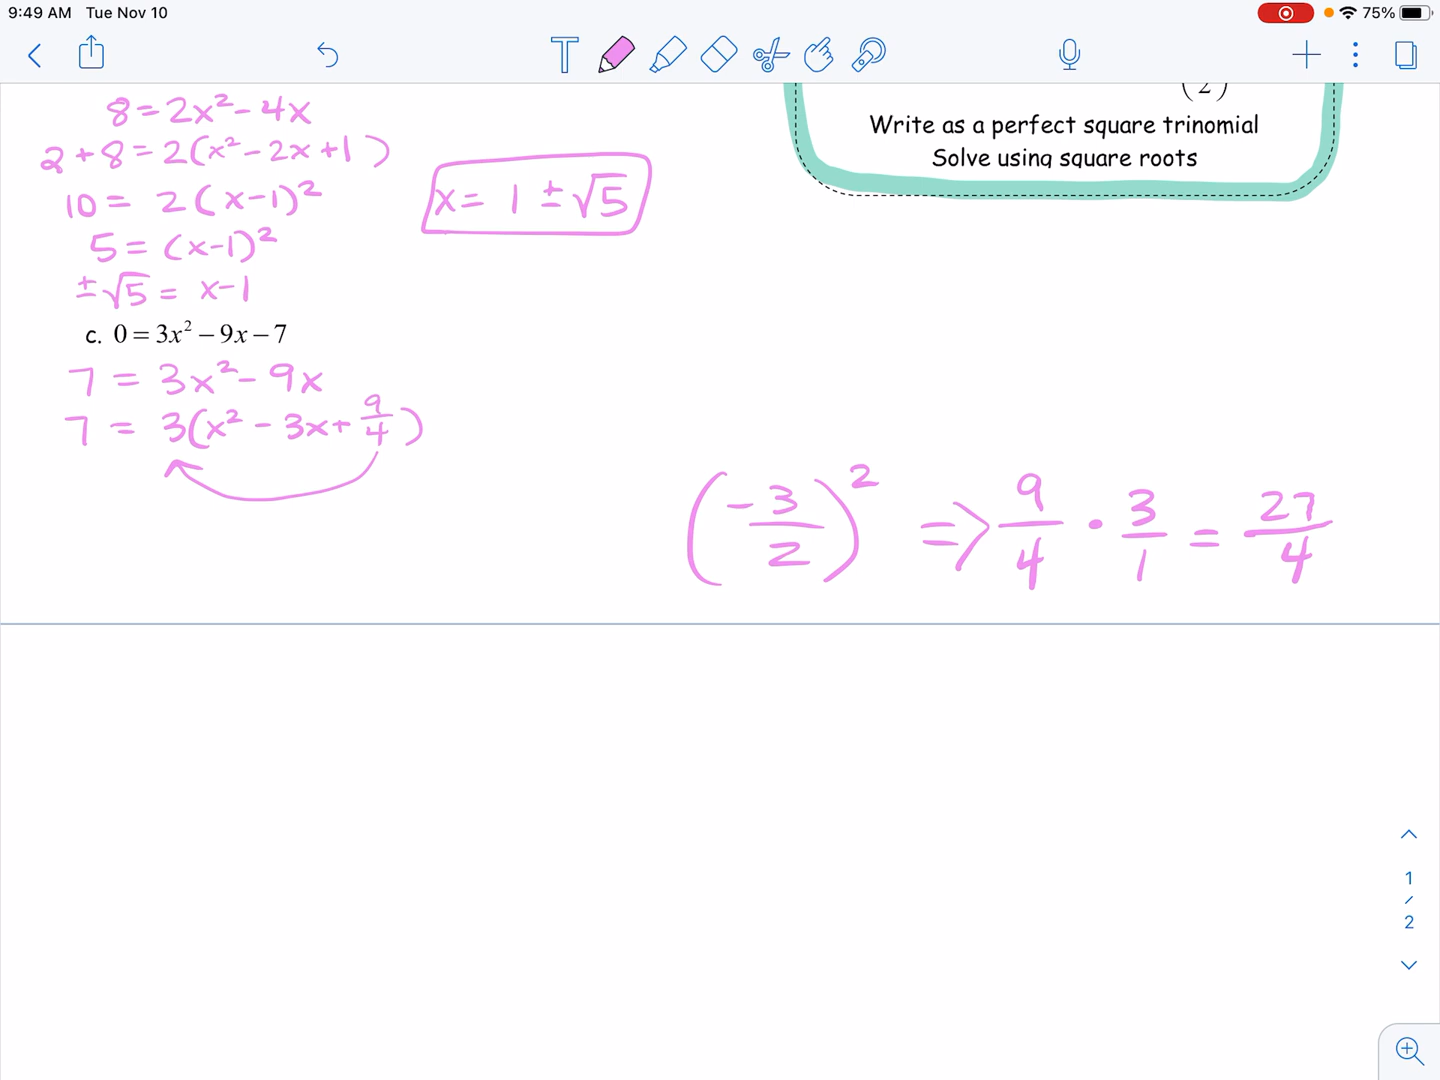 9:49 AM Tue Nov 10
75%
T
(2)
Write as a perfect square trinomial
Solve using square roots
8 = 2x² - 4x
2 + 8 = 2(x² - 2x + 1)
10 = 2(x-1)²
5 = (x-1)²
±√5 = x-1
x = 1 ± √5
c. 0 = 3x² − 9x − 7
7 = 3x² - 9x
7 = 3(x² - 3x + 9/4)
(-3/2)² => 9/4 · 3/1 = 27/4
1
/
2